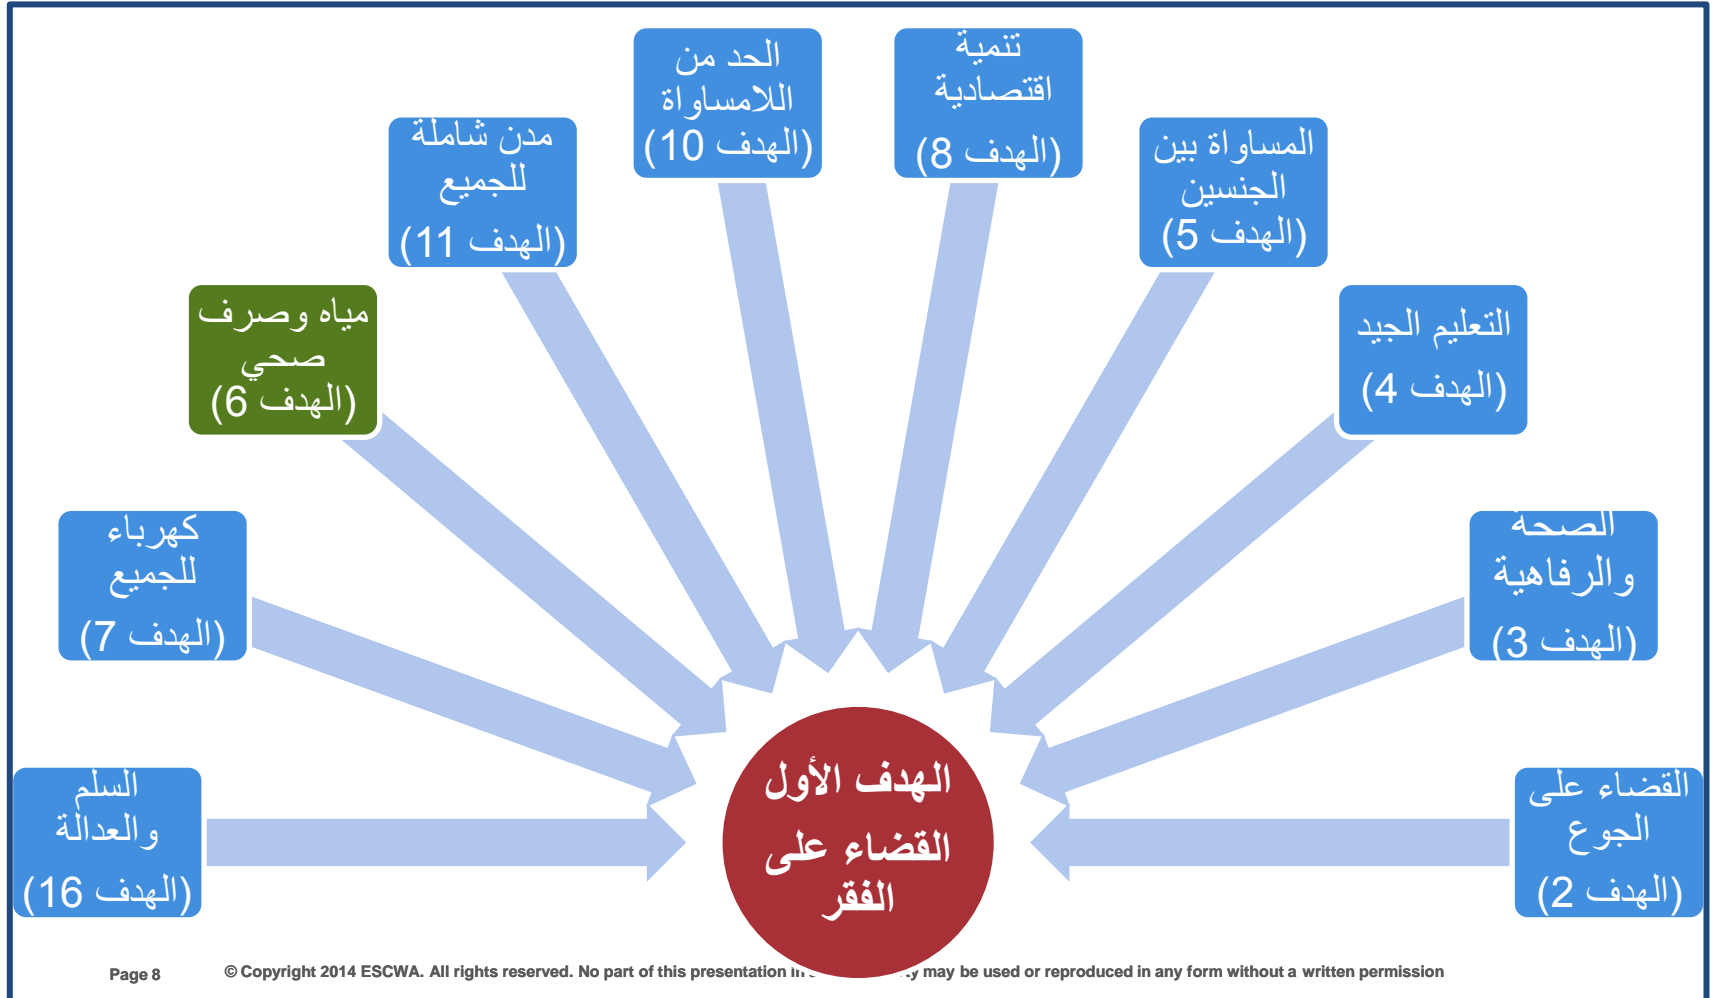 القضاء على
الجوع
(الهدف 2)
الصحة
والرفاهية
(الهدف 3)
التعليم الجيد
(الهدف 4)
المساواة بين
الجنسين
(الهدف 5)
تنمية
اقتصادية
(الهدف 8)
الحد من
اللامساواة
(الهدف 10)
مدن شاملة
للجميع
(الهدف 11)
مياه وصرف
صحي
(الهدف 6)
كهرباء
للجميع
(الهدف 7)
السلم
والعدالة
(الهدف 16)
الهدف الأول
القضاء على
الفقر
Page 8
© Copyright 2014 ESCWA. All rights reserved. No part of this presentation may be used or reproduced in any form without a written permission